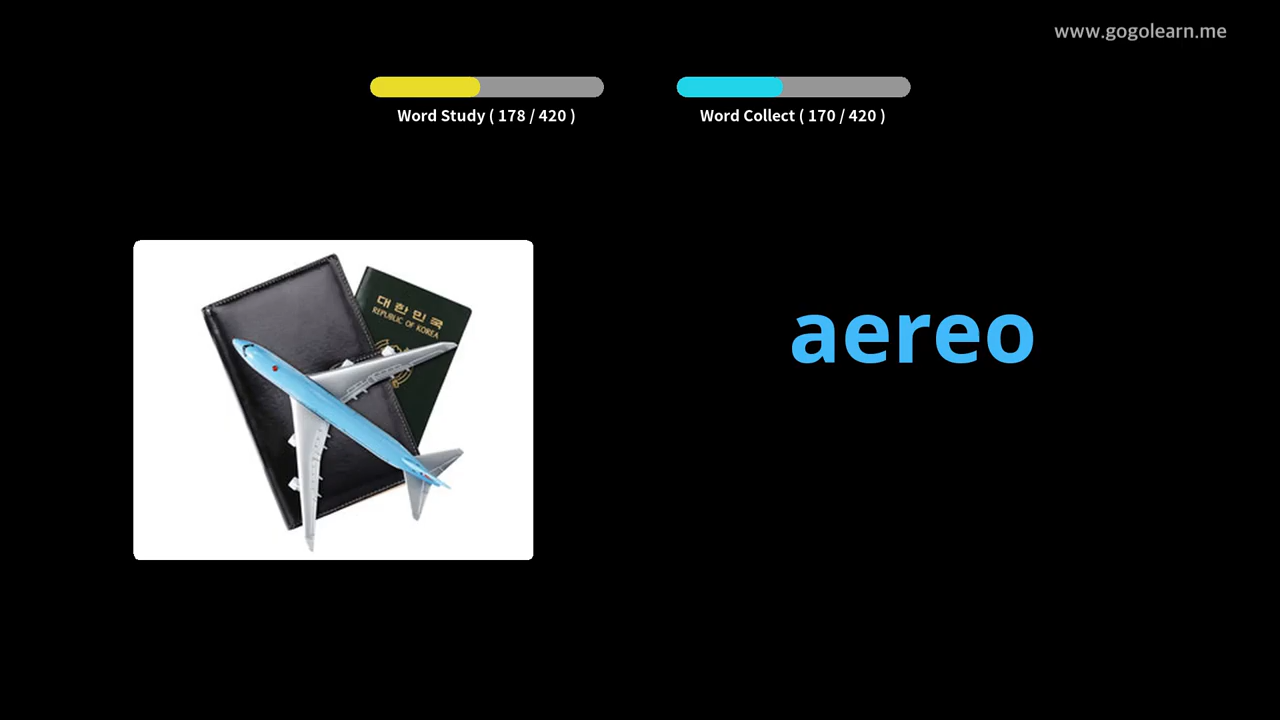 www.gogolearn.me
Word Study ( 178 / 420 )
Word Collect ( 170 / 420 )
대한민국
REPUBLIC OF KOREA
aereo